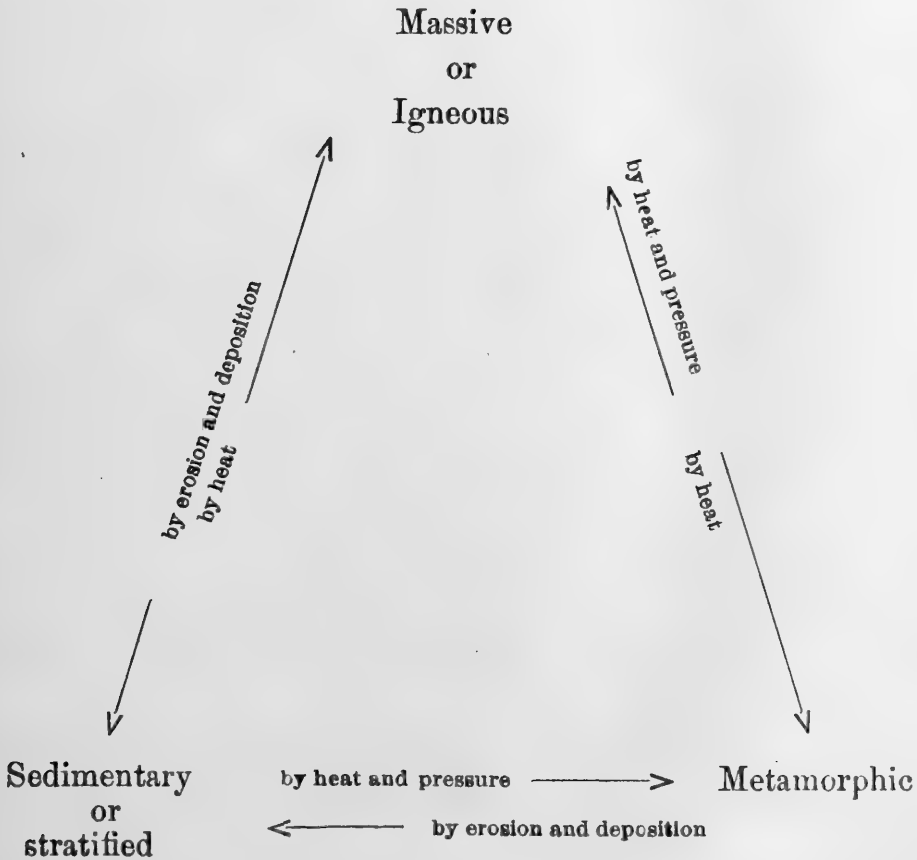 Massive
or
Igneous
by erosion and deposition
by heat
by heat and pressure
by heat
Sedimentary
or
stratified
by heat and pressure
by erosion and deposition
Metamorphic